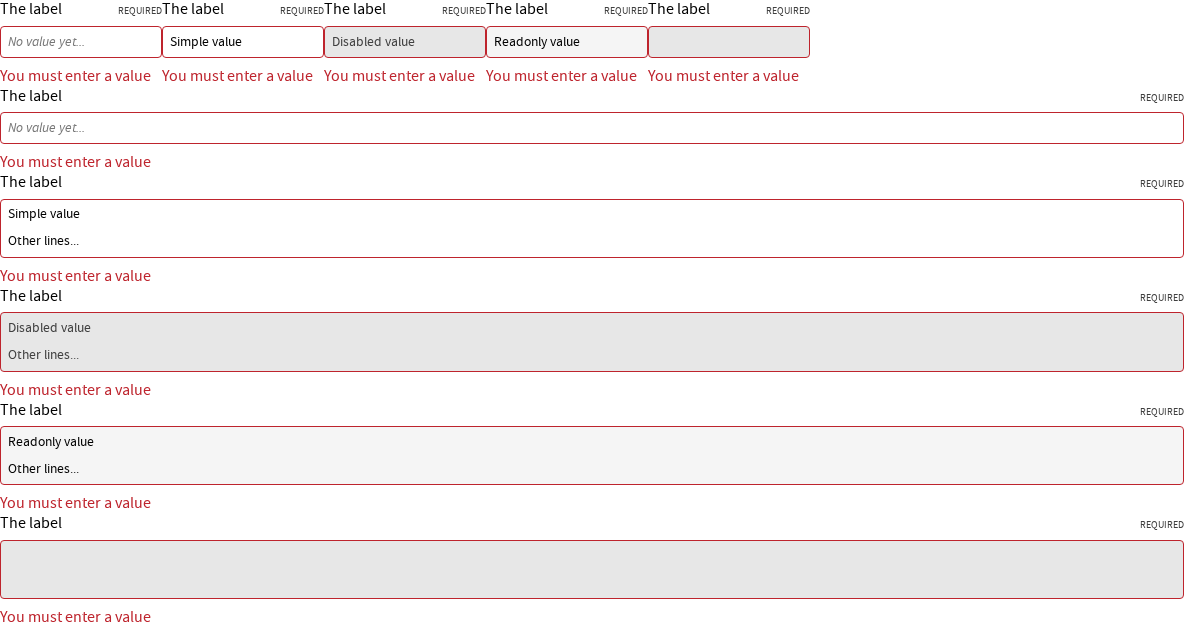 The label REQUIRED The label REQUIRED The label REQUIRED The label REQUIRED The label REQUIRED
No value yet... Simple value Disabled value Readonly value
You must enter a value You must enter a value You must enter a value You must enter a value You must enter a value
The label REQUIRED
No value yet...
You must enter a value
The label REQUIRED
Simple value
Other lines...
You must enter a value
The label REQUIRED
Disabled value
Other lines...
You must enter a value
The label REQUIRED
Readonly value
Other lines...
You must enter a value
The label REQUIRED
You must enter a value